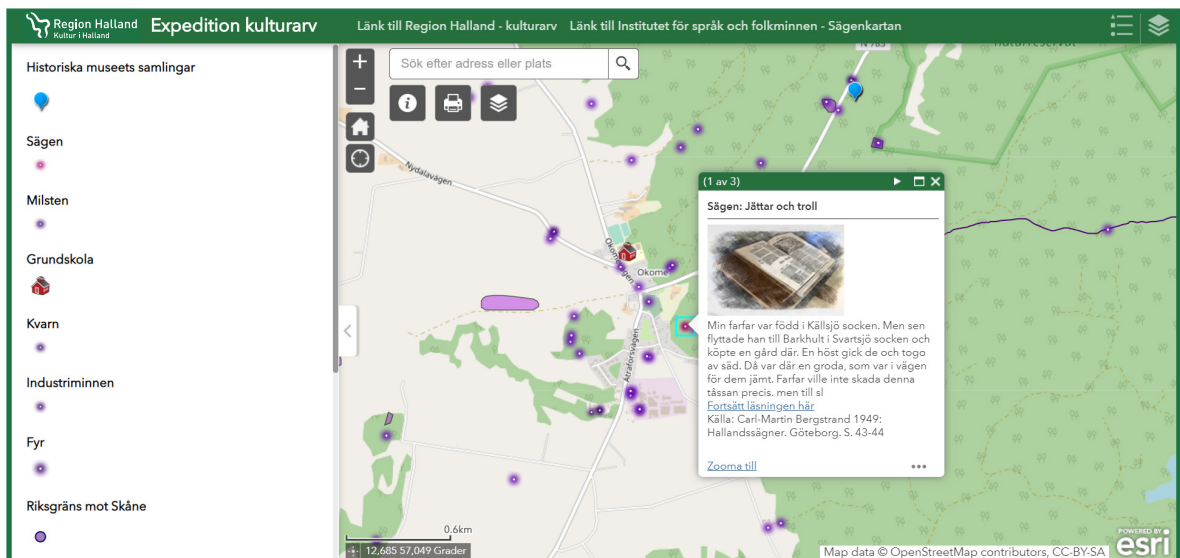 Region Halland
Kultur i Halland
Expedition kulturarv
Länk till Region Halland - kulturarv
Länk till Institutet för språk och folkminnen - Sägenkartan
Historiska museets samlingar
Sägen
Milsten
Grundskola
Kvarn
Industriminnen
Fyr
Riksgräns mot Skåne
+
−
Sök efter adress eller plats
N 783
naturreservat
Nydalavägen
Okome
Ätraforsvägen
(1 av 3)
Sägen: Jättar och troll
Min farfar var född i Källsjö socken. Men sen
flyttade han till Barkhult i Svartsjö socken och
köpte en gård där. En höst gick de och togo
av säd. Då var där en groda, som var i vägen
för dem jämt. Farfar ville inte skada denna
tåssan precis. men till sl
Fortsätt läsningen här
Källa: Carl-Martin Bergstrand 1949:
Hallandssägner. Göteborg. S. 43-44
Zooma till
0.6km
12,685 57,049 Grader
Map data © OpenStreetMap contributors, CC-BY-SA
POWERED BY
esri